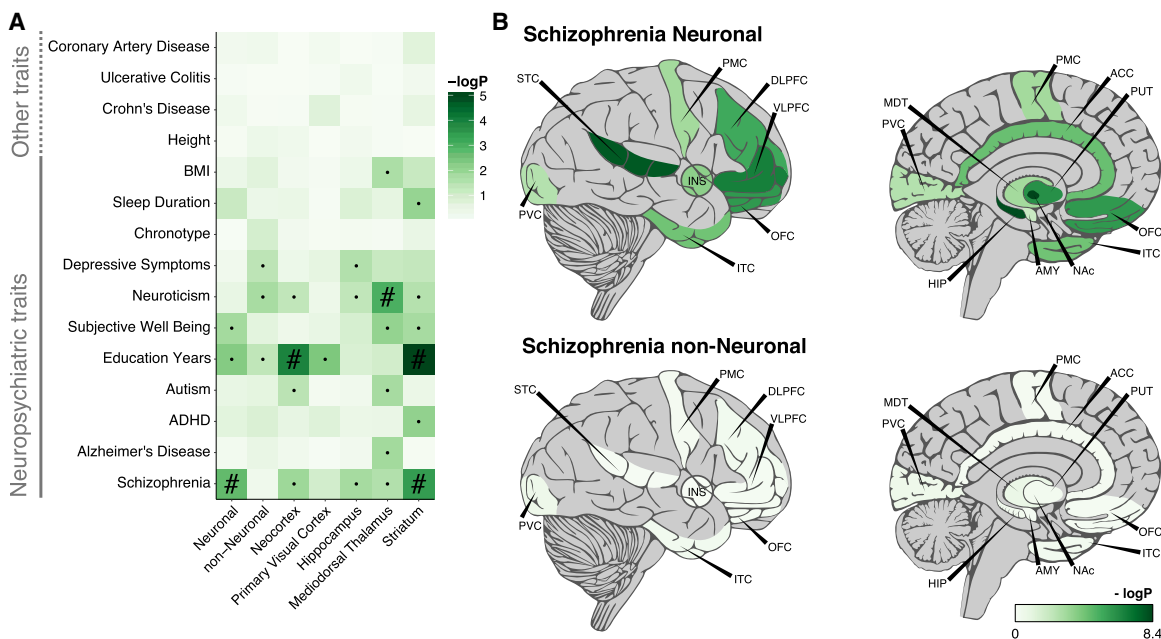 A
Other traits
Neuropsychiatric traits
Coronary Artery Disease
Ulcerative Colitis
Crohn's Disease
Height
BMI
Sleep Duration
Chronotype
Depressive Symptoms
Neuroticism
Subjective Well Being
Education Years
Autism
ADHD
Alzheimer's Disease
Schizophrenia
#
# #
# #
Neuronal
non−Neuronal
Neocortex
Primary Visual Cortex
Hippocampus
Mediodorsal Thalamus
Striatum
−logP
5
4
3
2
1
B
Schizophrenia Neuronal
STC
PMC
DLPFC
VLPFC
INS
PVC
OFC
ITC
PMC
ACC
PUT
MDT
PVC
OFC
ITC
HIP
AMY
NAc
Schizophrenia non-Neuronal
STC
PMC
DLPFC
VLPFC
INS
PVC
OFC
ITC
PMC
ACC
PUT
MDT
PVC
OFC
ITC
HIP
AMY
NAc
- logP
0 8.4